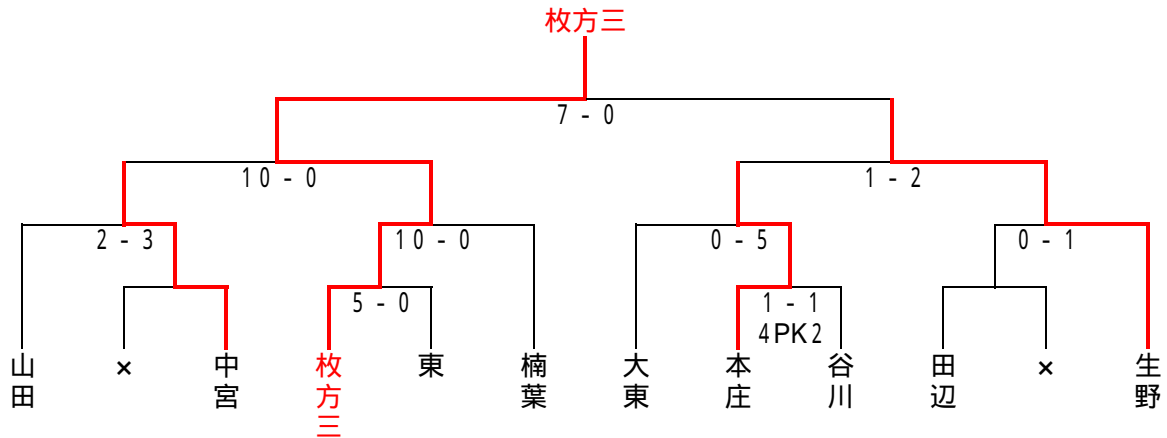 枚方三
7 - 0
10 - 0
1 - 2
2 - 3
10 - 0
0 - 5
0 - 1
5 - 0
1 - 1
4PK2
山田
×
中宮
枚方三
東
楠葉
大東
本庄
谷川
田辺
×
生野